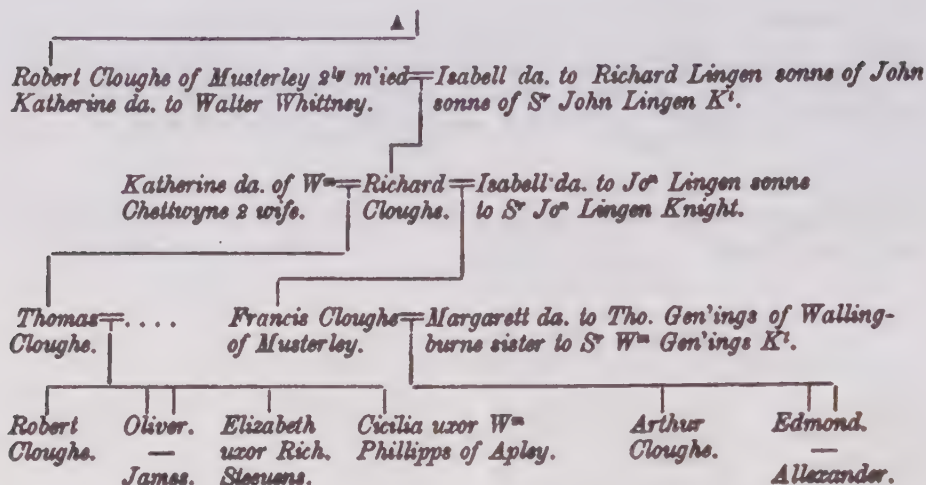 A
Robert Cloughe of Musterley 2ly m'ied=Isabell da. to Richard Lingen sonne of John
Katherine da. to Walter Whittney. sonne of Sr John Lingen Kt.
Katherine da. of Wm=Richard=Isabell da. to Jon Lingen sonne
Chettwyne 2 wife. Cloughe. to Sr Jon Lingen Knight.
Thomas=.... Francis Cloughe=Margarett da. to Tho. Gen'ings of Walling-
Cloughe. of Musterley. burne sister to Sr Wm Gen'ings Kt.
Robert Oliver. Elizabeth Cicilia uxor Wm Arthur Edmond.
Cloughe. — uxor Rich. Phillipps of Apley. Cloughe. —
James. Steeuens. Allexander.